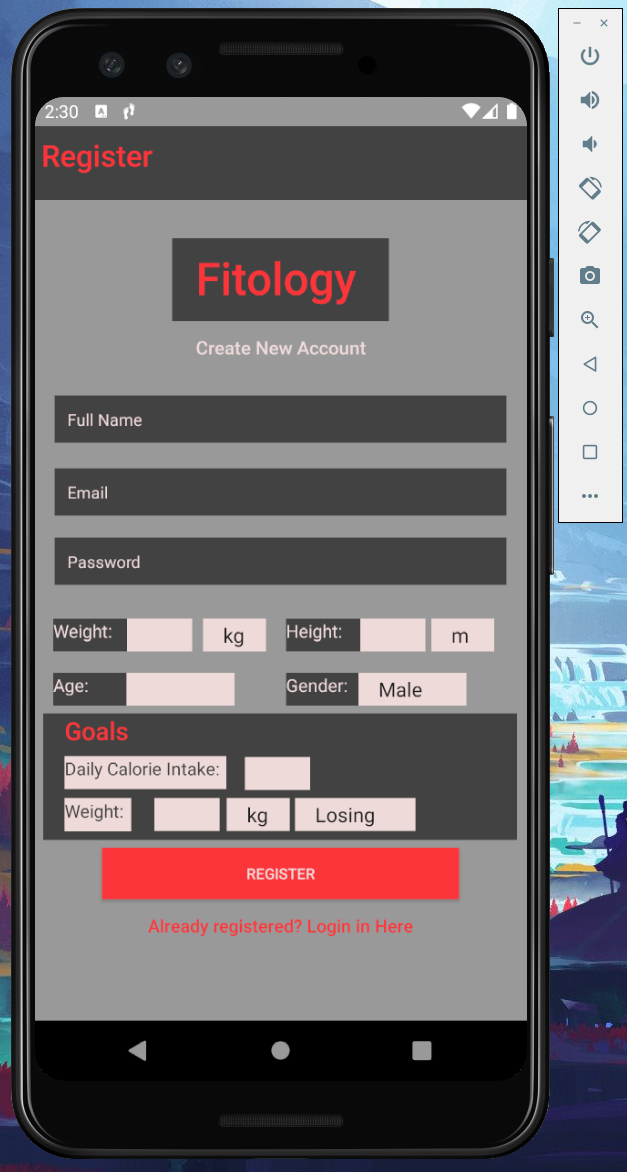 2:30
Register
Fitology
Create New Account
Full Name
Email
Password
Weight: kg Height: m
Age: Gender: Male
Goals
Daily Calorie Intake:
Weight: kg Losing
REGISTER
Already registered? Login in Here